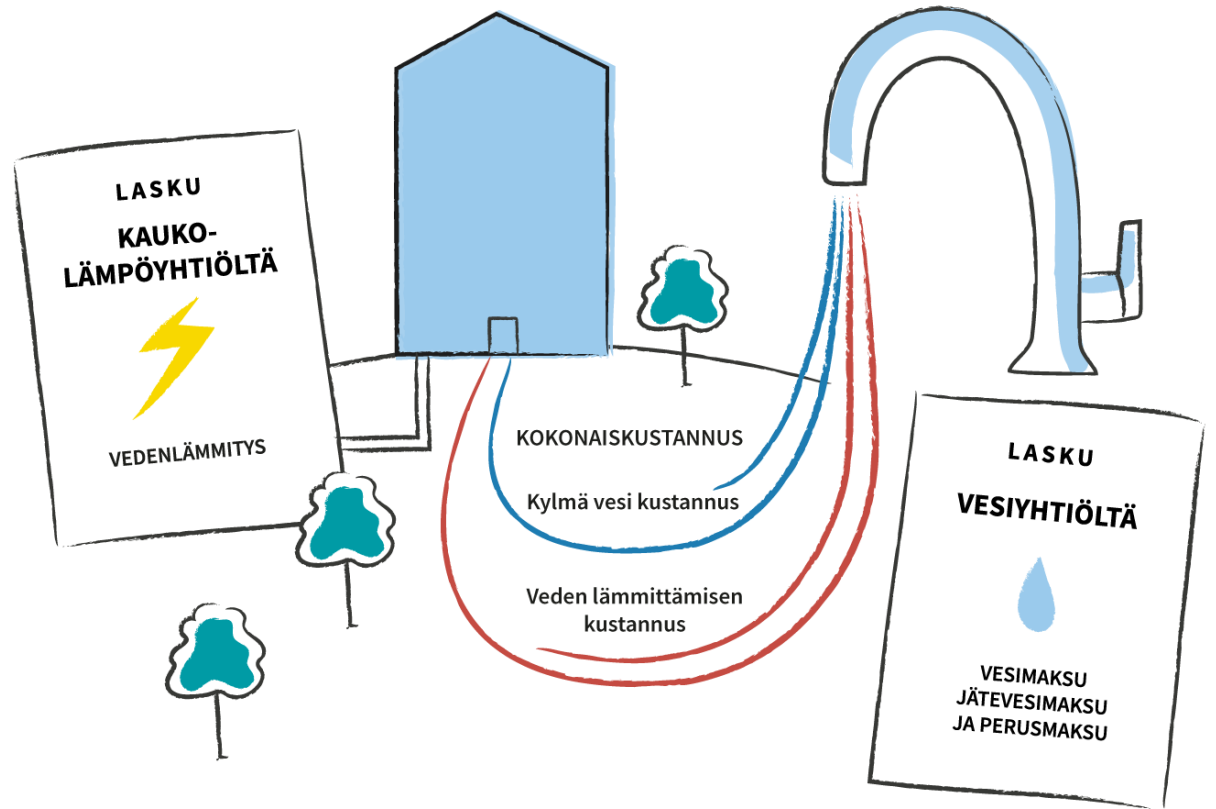 LASKU
KAUKO-
LÄMPÖYHTIÖLTÄ
VEDENLÄMMITYS
KOKONAISKUSTANNUS
Kylmä vesi kustannus
Veden lämmittämisen
kustannus
LASKU
VESIYHTIÖLTÄ
VESIMAKSU
JÄTEVESIMAKSU
JA PERUSMAKSU